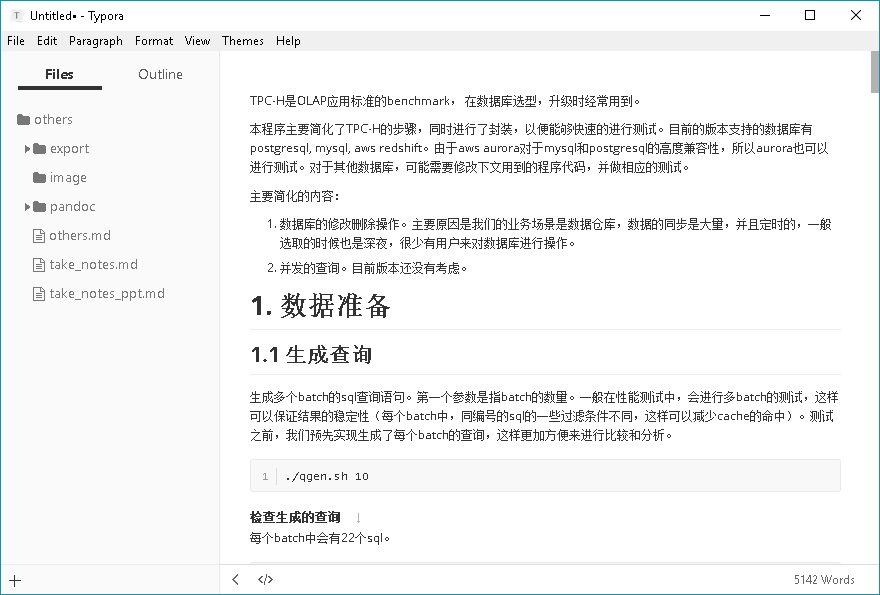 Untitled• - Typora
File Edit Paragraph Format View Themes Help
Files Outline
others
export
image
pandoc
others.md
take_notes.md
take_notes_ppt.md
TPC-H是OLAP应用标准的benchmark， 在数据库选型，升级时经常用到。
本程序主要简化了TPC-H的步骤，同时进行了封装，以便能够快速的进行测试。目前的版本支持的数据库有
postgresql, mysql, aws redshift。由于aws aurora对于mysql和postgresql的高度兼容性，所以aurora也可以
进行测试。对于其他数据库，可能需要修改下文用到的程序代码，并做相应的测试。
主要简化的内容：
1. 数据库的修改删除操作。主要原因是我们的业务场景是数据仓库，数据的同步是大量，并且定时的，一般
选取的时候也是深夜，很少有用户来对数据库进行操作。
2. 并发的查询。目前版本还没有考虑。
1. 数据准备
1.1 生成查询
生成多个batch的sql查询语句。第一个参数是指batch的数量。一般在性能测试中，会进行多batch的测试，这样
可以保证结果的稳定性（每个batch中，同编号的sql的一些过滤条件不同，这样可以减少cache的命中）。测试
之前，我们预先实现生成了每个batch的查询，这样更加方便来进行比较和分析。
1 ./qgen.sh 10
检查生成的查询 ↓
每个batch中会有22个sql。
5142 Words